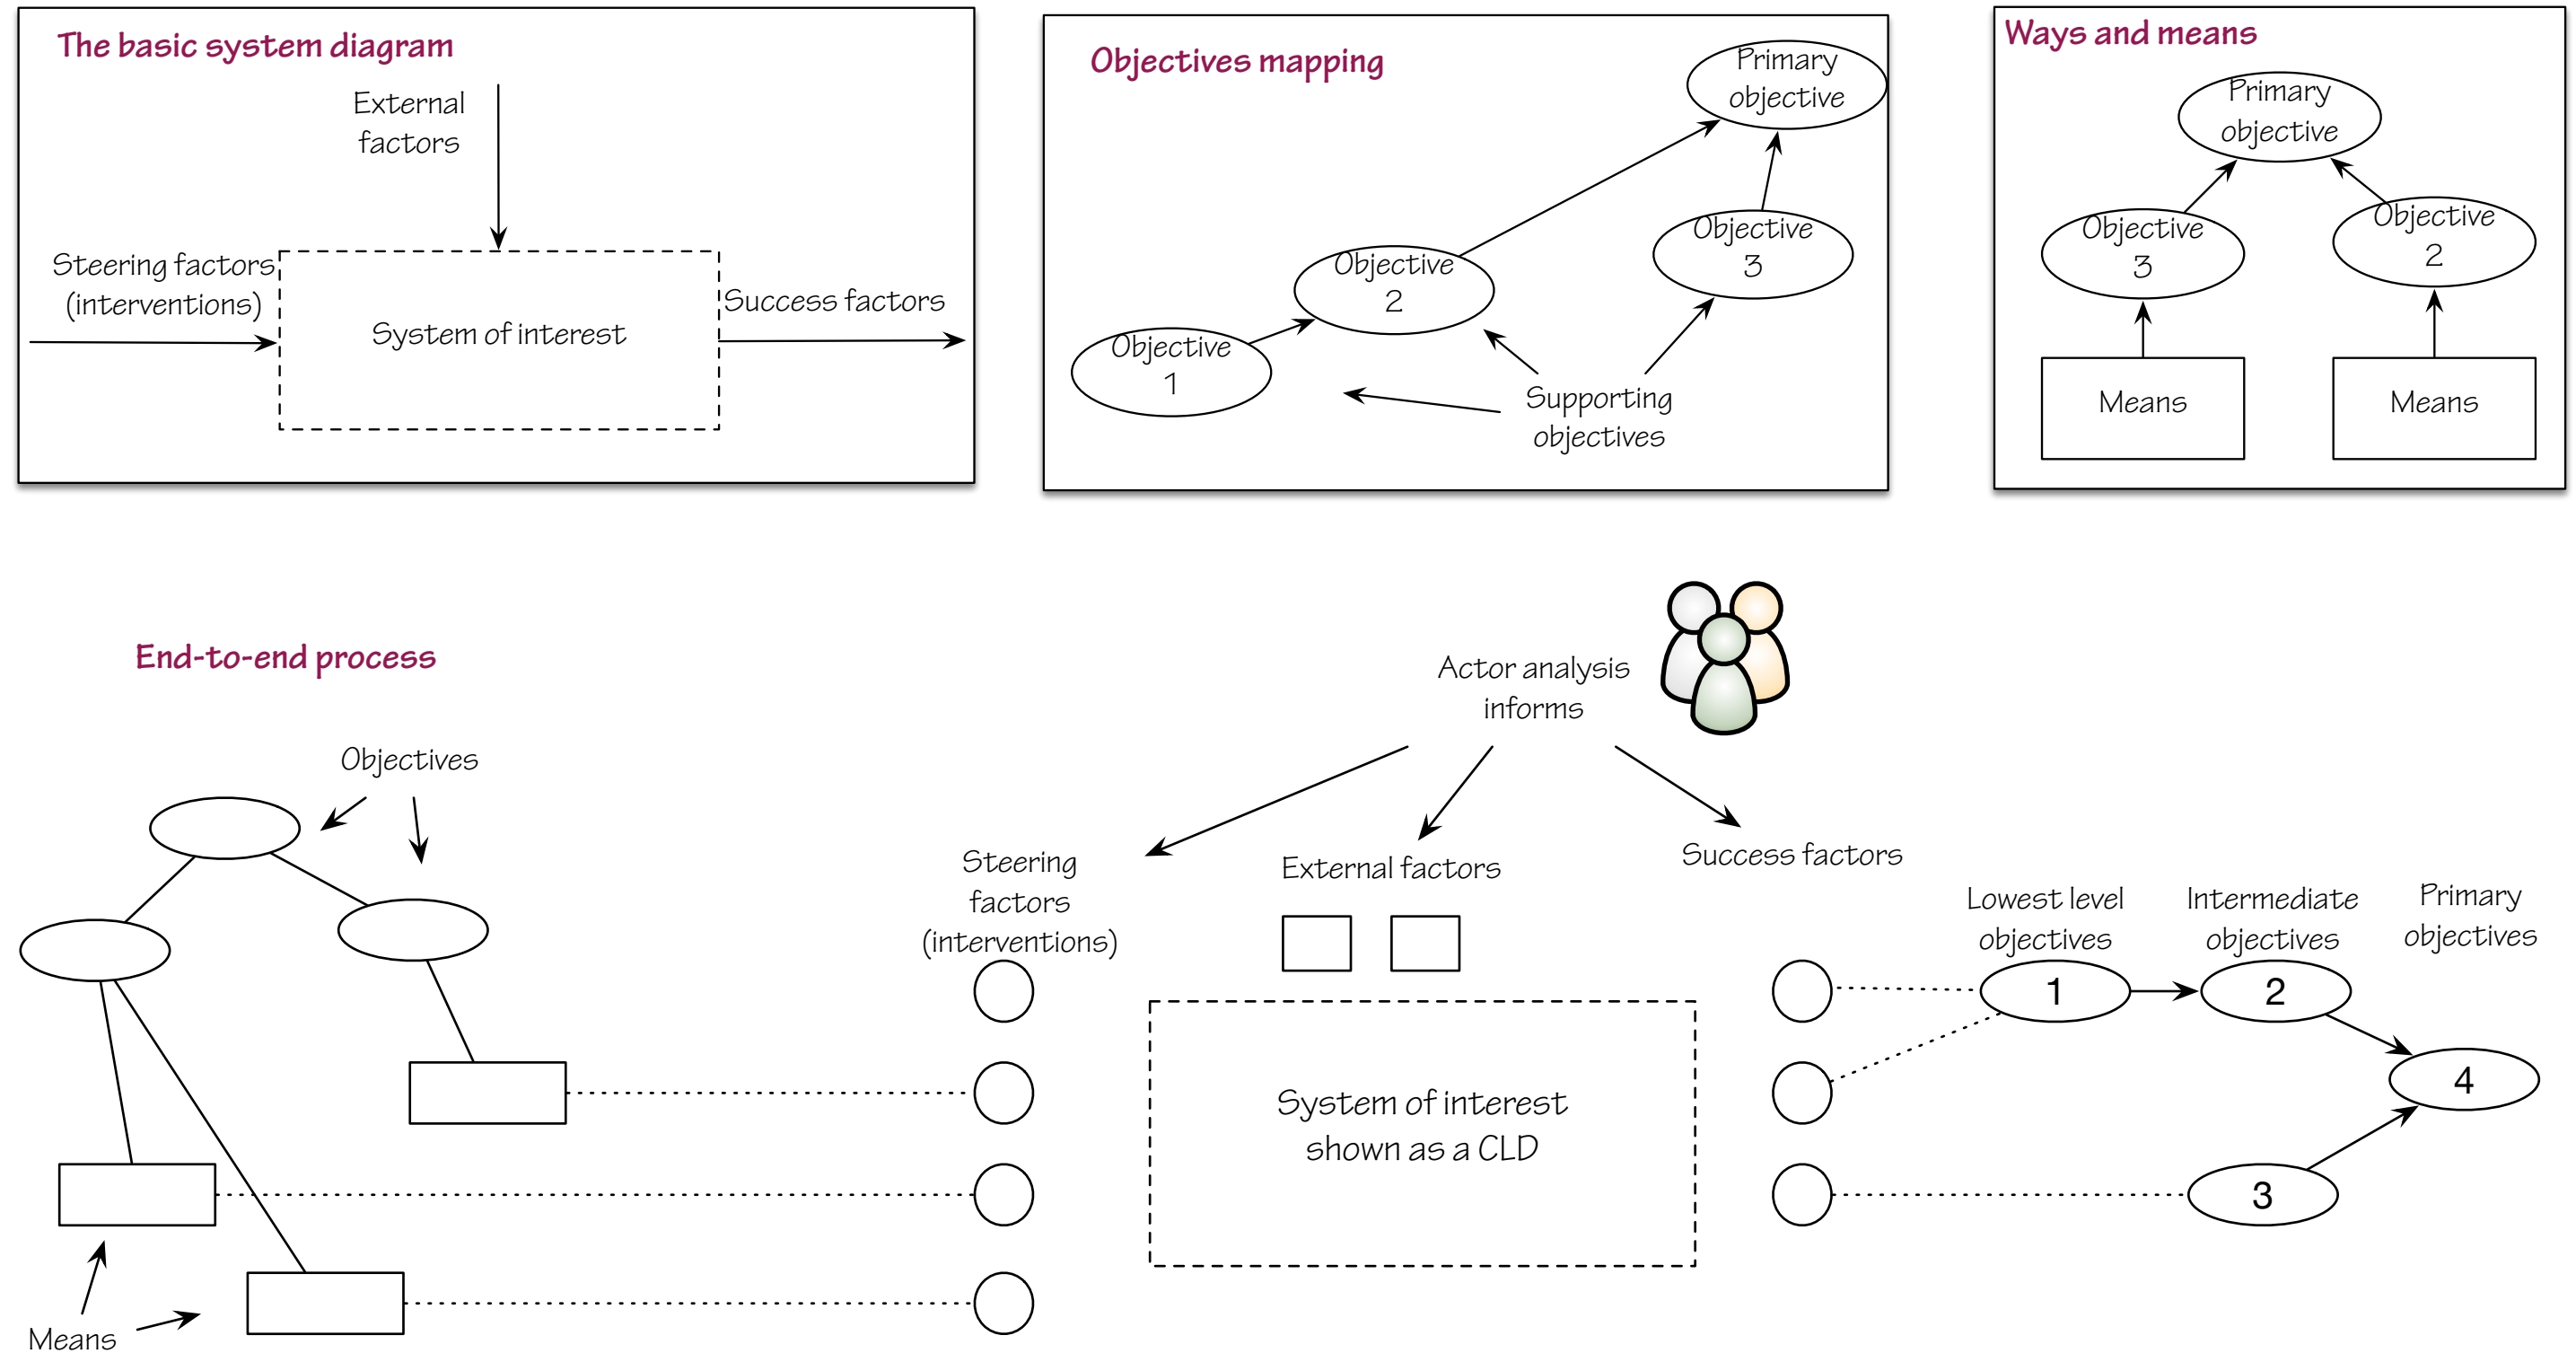 The basic system diagram
External
factors
Steering factors
(interventions)
System of interest
Success factors
Objectives mapping
Primary
objective
Objective
3
Objective
2
Objective
1
Supporting
objectives
Ways and means
Primary
objective
Objective
3
Objective
2
Means
Means
End-to-end process
Actor analysis
informs
Objectives
Steering
factors
(interventions)
External factors
Success factors
Lowest level
objectives
Intermediate
objectives
Primary
objectives
1
2
4
3
System of interest
shown as a CLD
Means